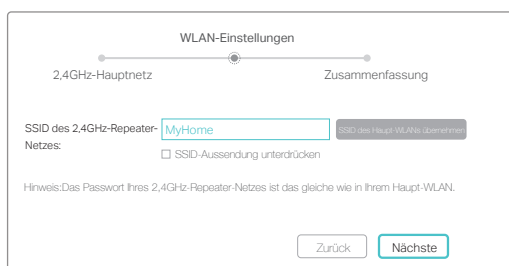 WLAN-Einstellungen
2,4GHz-Hauptnetz Zusammenfassung
SSID des 2,4GHz-Repeater-Netzes: MyHome SSID des Haupt WLANs übernehmen
SSID-Aussendung unterdrücken
Hinweis:Das Passwort Ihres 2,4GHz-Repeater-Netzes ist das gleiche wie in Ihrem Haupt-WLAN.
Zurück Nächste